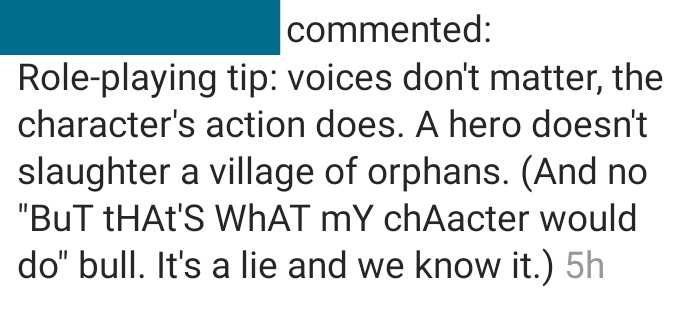 commented:
Role-playing tip: voices don't matter, the
character's action does. A hero doesn't
slaughter a village of orphans. (And no
"BuT tHAt'S WhAT mY chAacter would
do" bull. It's a lie and we know it.) 5h